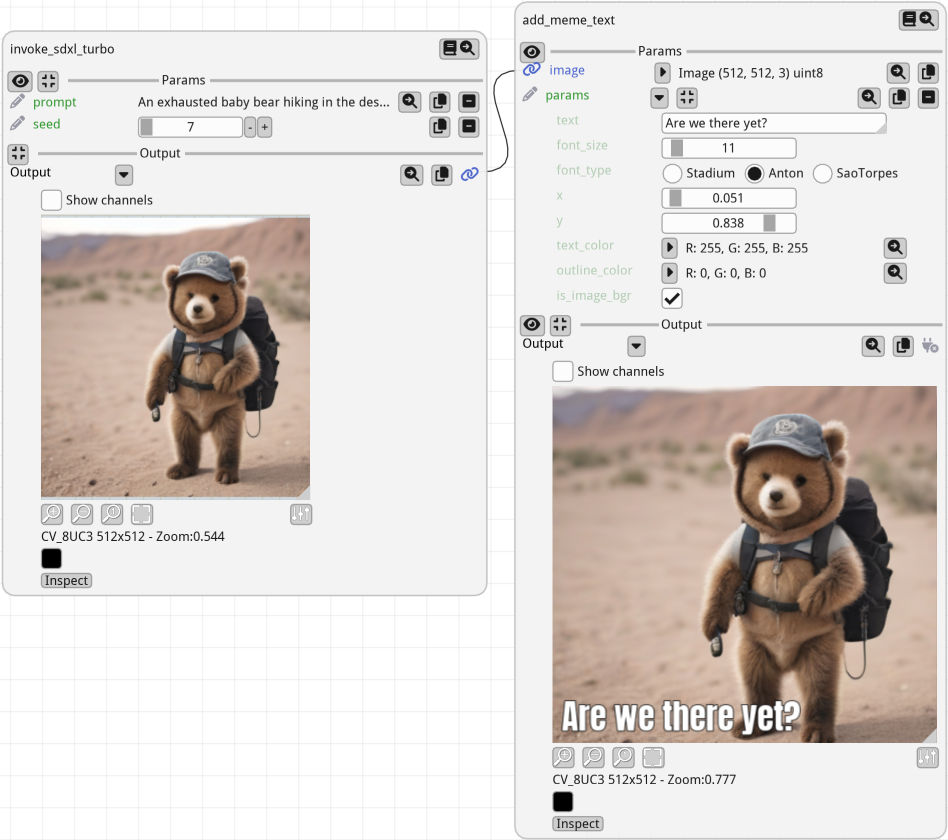 invoke_sdxl_turbo
Params
prompt An exhausted baby bear hiking in the des...
seed 7 - +
Output
Output
Show channels
CV_8UC3 512x512 - Zoom:0.544
Inspect
add_meme_text
Params
image Image (512, 512, 3) uint8
params
text Are we there yet?
font_size 11
font_type Stadium Anton SaoTorpes
x 0.051
y 0.838
text_color R: 255, G: 255, B: 255
outline_color R: 0, G: 0, B: 0
is_image_bgr
Output
Output
Show channels
Are we there yet?
CV_8UC3 512x512 - Zoom:0.777
Inspect